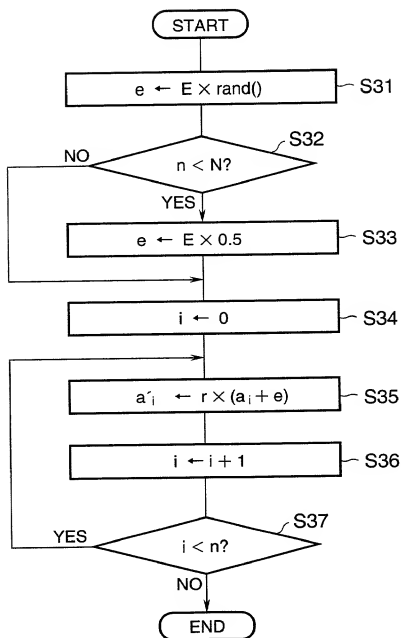 START
e ← E × rand()
S31
S32
NO
n < N?
YES
e ← E × 0.5
S33
i ← 0
S34
a´i ← r × (ai + e)
S35
i ← i + 1
S36
S37
YES
i < n?
NO
END